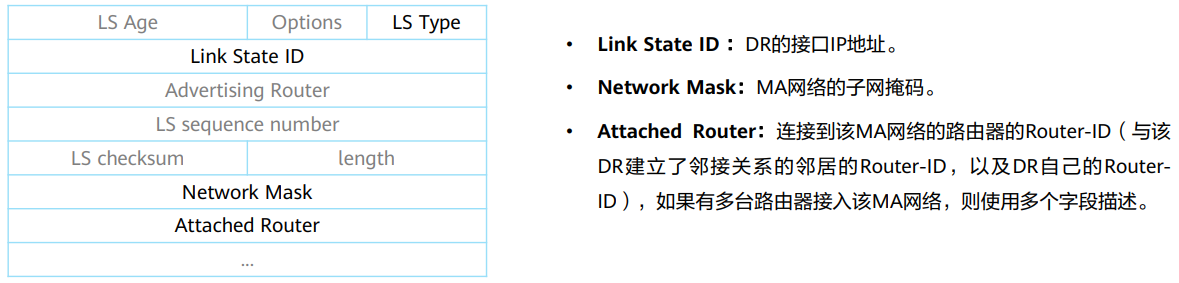 LS Age Options LS Type
Link State ID
Advertising Router
LS sequence number
LS checksum length
Network Mask
Attached Router
...
• Link State ID ：DR的接口IP地址。
• Network Mask：MA网络的子网掩码。
• Attached Router：连接到该MA网络的路由器的Router-ID（与该
DR建立了邻接关系的邻居的Router-ID，以及DR自己的Router-
ID），如果有多台路由器接入该MA网络，则使用多个字段描述。